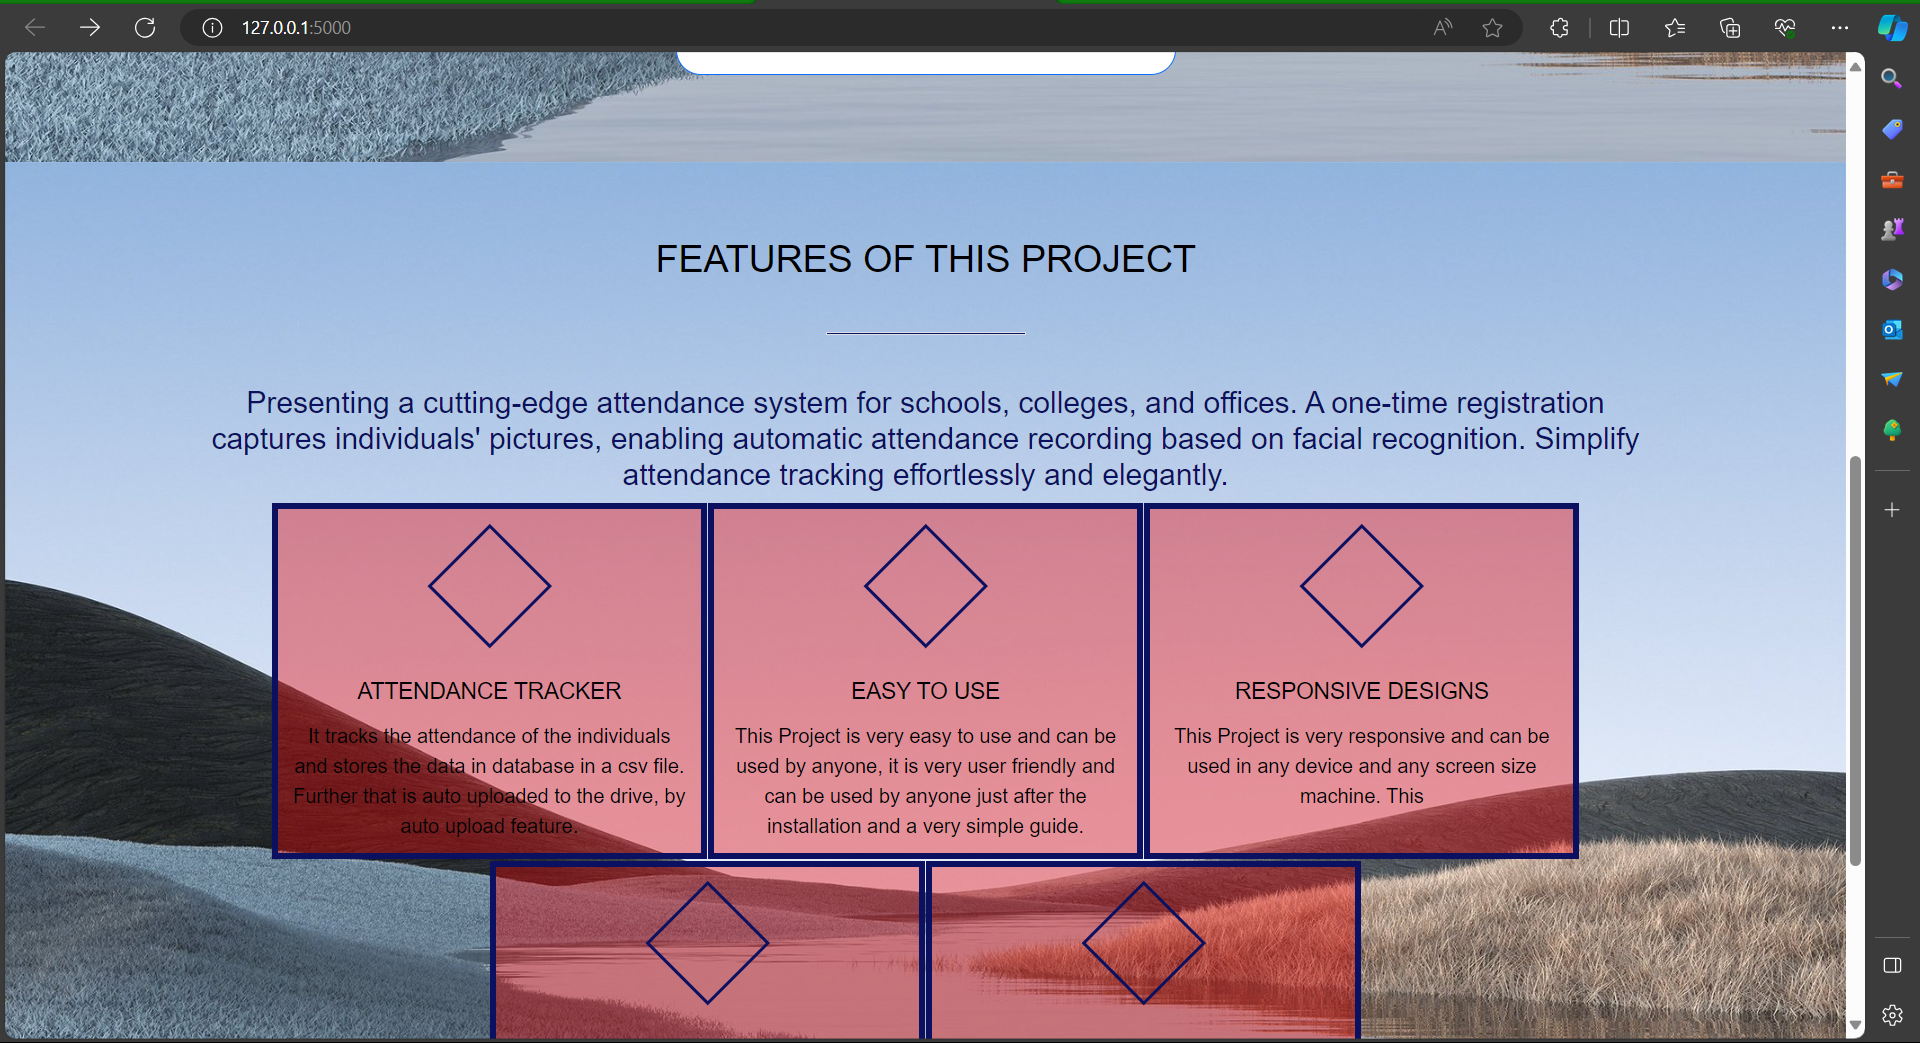 127.0.0.1:5000
FEATURES OF THIS PROJECT
Presenting a cutting-edge attendance system for schools, colleges, and offices. A one-time registration
captures individuals' pictures, enabling automatic attendance recording based on facial recognition. Simplify
attendance tracking effortlessly and elegantly.
ATTENDANCE TRACKER
It tracks the attendance of the individuals
and stores the data in database in a csv file.
Further that is auto uploaded to the drive, by
auto upload feature.
EASY TO USE
This Project is very easy to use and can be
used by anyone, it is very user friendly and
can be used by anyone just after the
installation and a very simple guide.
RESPONSIVE DESIGNS
This Project is very responsive and can be
used in any device and any screen size
machine. This